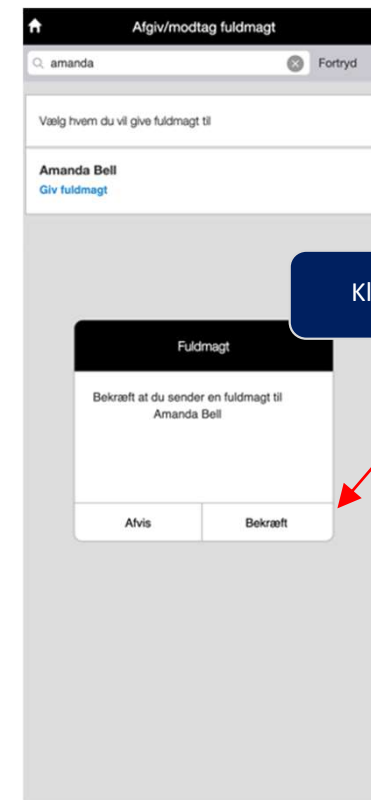 Afgiv/modtag fuldmagt
amanda
Fortryd
Vælg hvem du vil give fuldmagt til
Amanda Bell
Giv fuldmagt
Fuldmagt
Bekræft at du sender en fuldmagt til
Amanda Bell
Afvis
Bekræft